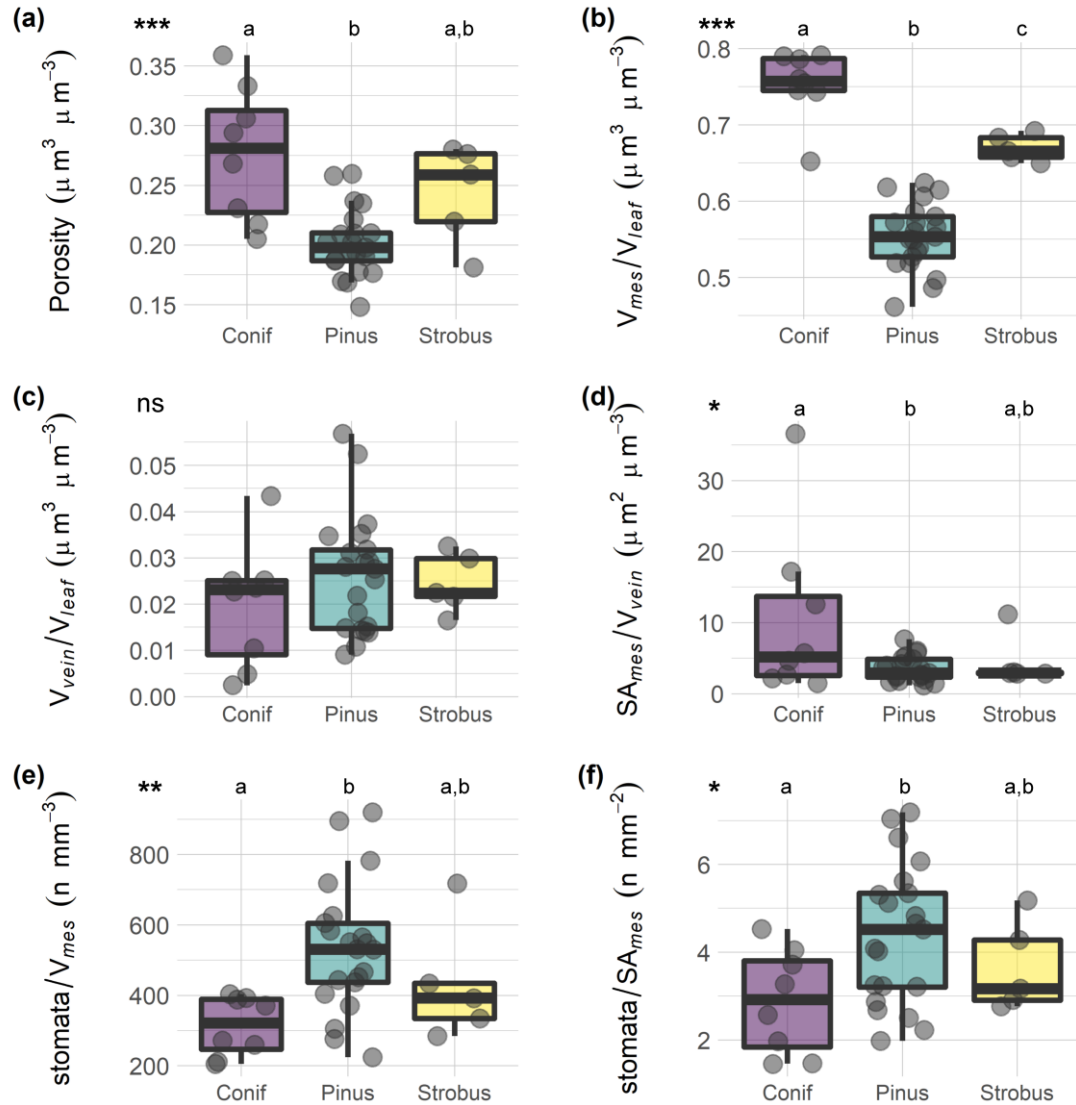 (a)
*** a b a,b
Porosity (μm³ μm⁻³)
0.35
0.30
0.25
0.20
0.15
Conif Pinus Strobus
(b)
*** a b c
V_mes/V_leaf (μm³ μm⁻³)
0.8
0.7
0.6
0.5
Conif Pinus Strobus
(c)
ns
V_vein/V_leaf (μm³ μm⁻³)
0.05
0.04
0.03
0.02
0.01
0.00
Conif Pinus Strobus
(d)
* a b a,b
SA_mes/V_vein (μm² μm⁻³)
30
20
10
0
Conif Pinus Strobus
(e)
** a b a,b
stomata/V_mes (n mm⁻³)
800
600
400
200
Conif Pinus Strobus
(f)
* a b a,b
stomata/SA_mes (n mm⁻²)
6
4
2
Conif Pinus Strobus